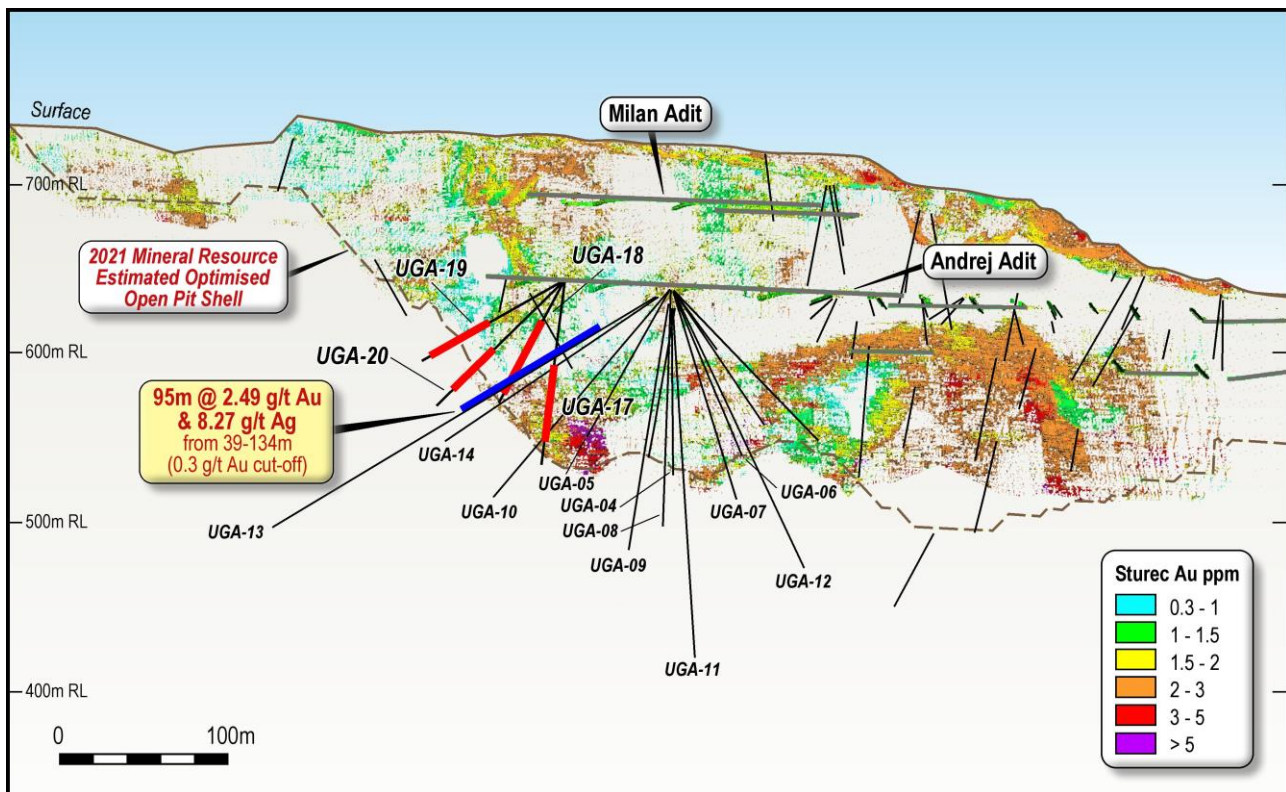 Surface
Milan Adit
700m RL
2021 Mineral Resource
Estimated Optimised
Open Pit Shell
UGA-19
UGA-18
Andrej Adit
600m RL
UGA-20
95m @ 2.49 g/t Au
& 8.27 g/t Ag
from 39-134m
(0.3 g/t Au cut-off)
UGA-17
UGA-14
UGA-05
UGA-06
UGA-04
UGA-10
UGA-07
500m RL
UGA-13
UGA-08
UGA-09
UGA-12
UGA-11
400m RL
0
100m
Sturec Au ppm
0.3 - 1
1 - 1.5
1.5 - 2
2 - 3
3 - 5
> 5